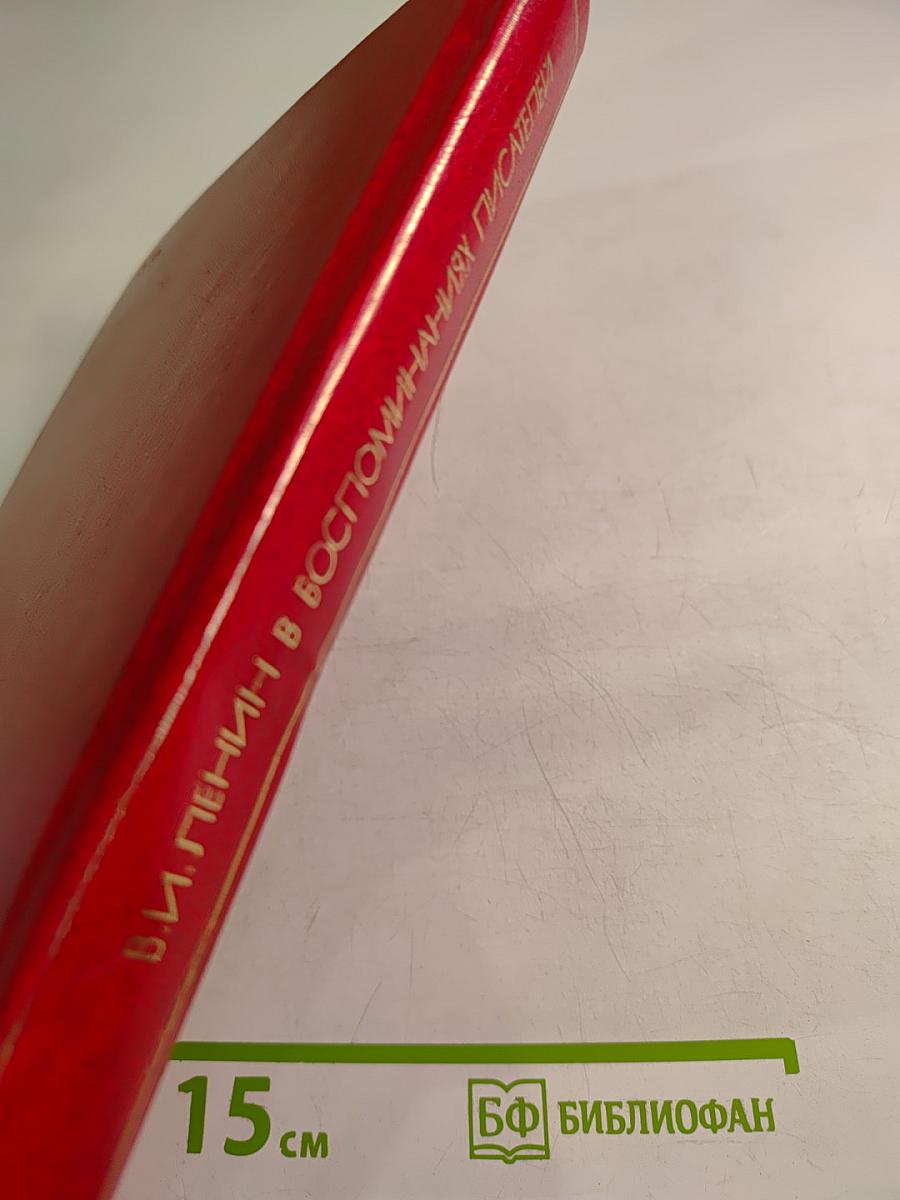 В.И. ЛЕНИН В ВОСПОМИНАНИЯХ ПИСАТЕЛЕЙ
15 см
БФ БИБЛИОФАН